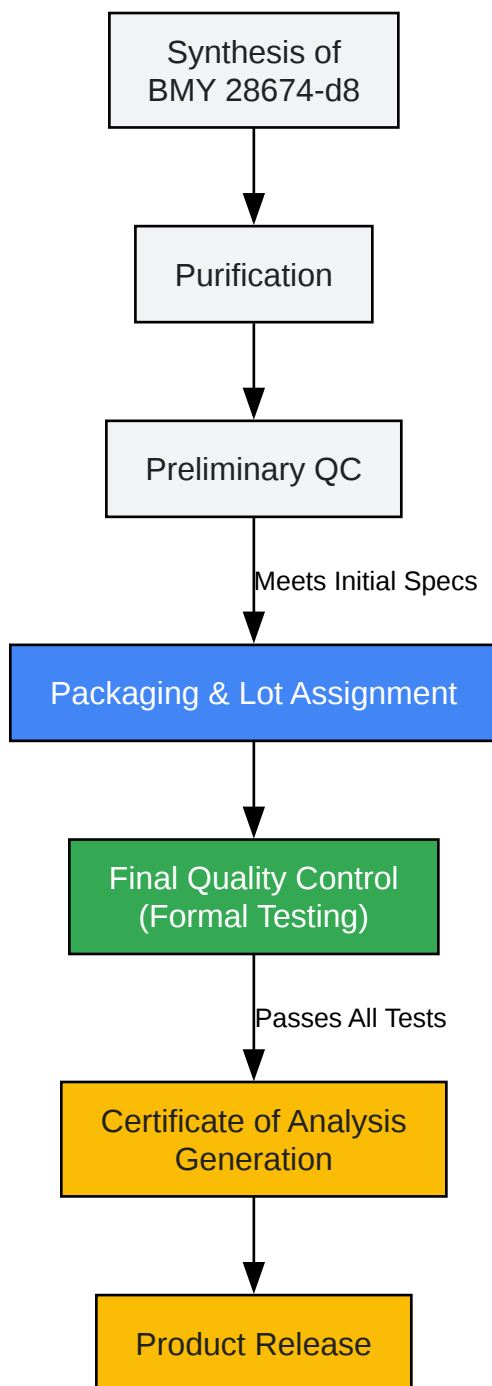 Synthesis of
BMY 28674-d8
Purification
Preliminary QC
Meets Initial Specs
Packaging & Lot Assignment
Final Quality Control
(Formal Testing)
Passes All Tests
Certificate of Analysis
Generation
Product Release